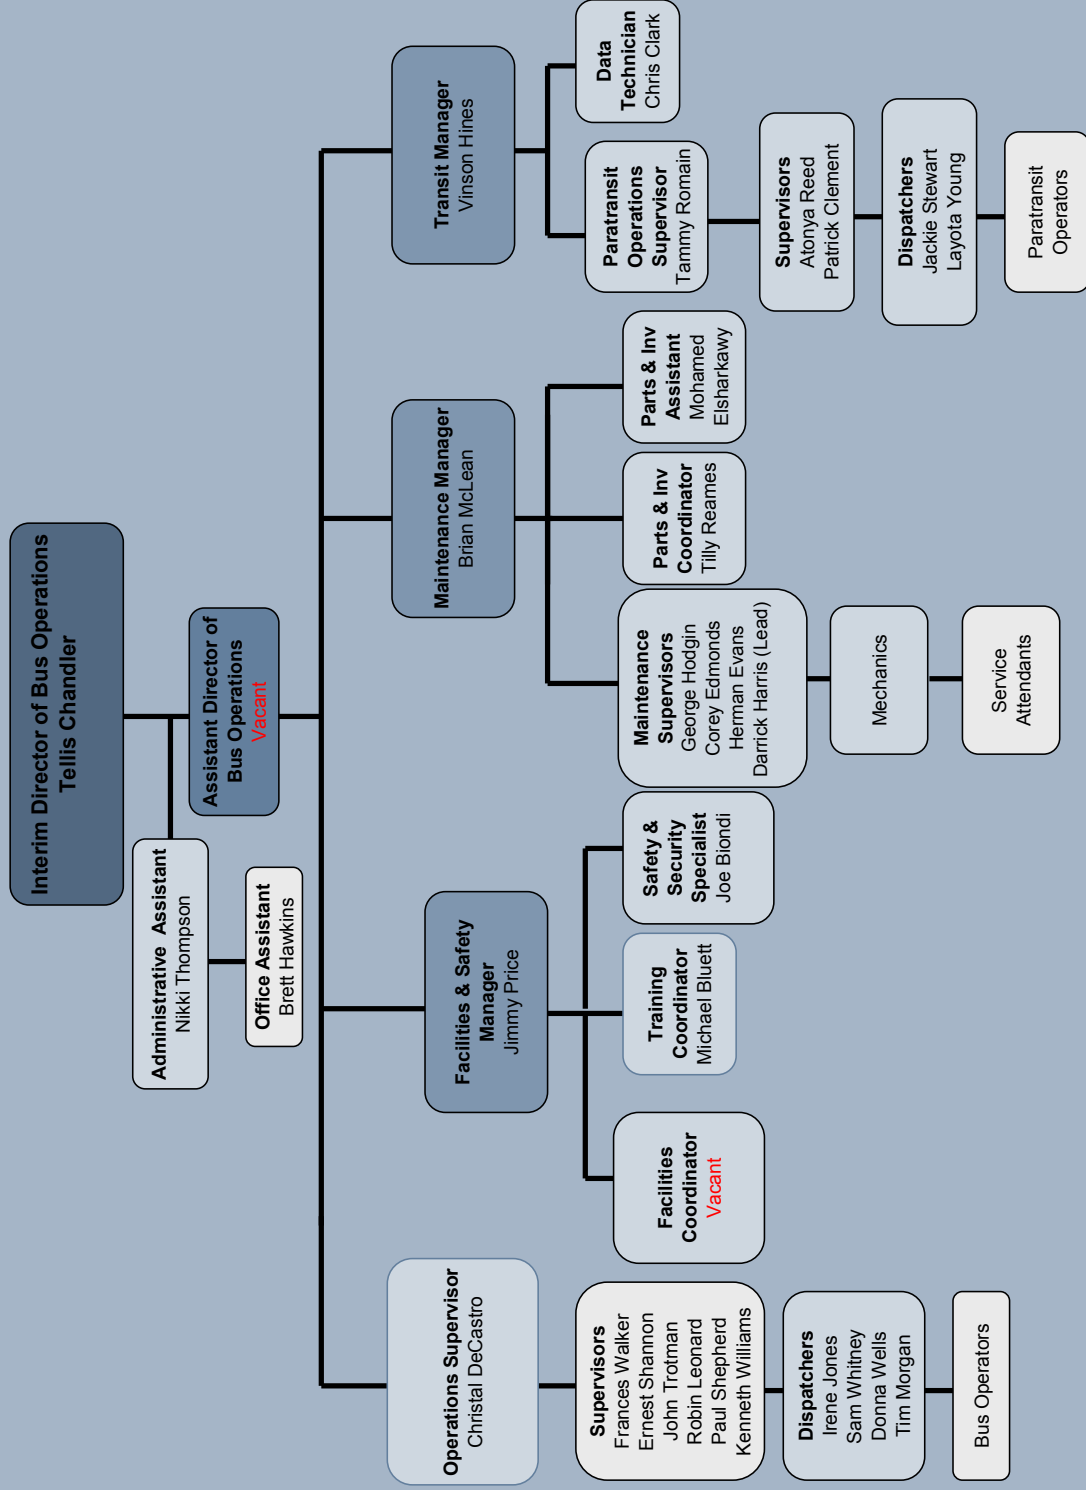 Interim Director of Bus Operations
Tellis Chandler
Administrative  Assistant
Nikki Thompson
Office Assistant
Brett Hawkins
Assistant Director of
Bus Operations
Vacant
Operations Supervisor
Christal DeCastro
Supervisors
Frances Walker
Ernest Shannon
John Trotman
Robin Leonard
Paul Shepherd
Kenneth Williams
Dispatchers
Irene Jones
Sam Whitney
Donna Wells
Tim Morgan
Bus Operators
Facilities & Safety
Manager
Jimmy Price
Facilities
Coordinator
Vacant
Training
Coordinator
Michael Bluett
Safety &
Security
Specialist
Joe Biondi
Maintenance Manager
Brian McLean
Maintenance
Supervisors
George Hodgin
Corey Edmonds
Herman Evans
Darrick Harris (Lead)
Mechanics
Service
Attendants
Parts & Inv
Coordinator
Tilly Reames
Parts & Inv
Assistant
Mohamed
Elsharkawy
Transit Manager
Vinson Hines
Paratransit
Operations
Supervisor
Tammy Romain
Supervisors
Atonya Reed
Patrick Clement
Dispatchers
Jackie Stewart
Layota Young
Paratransit
Operators
Data
Technician
Chris Clark